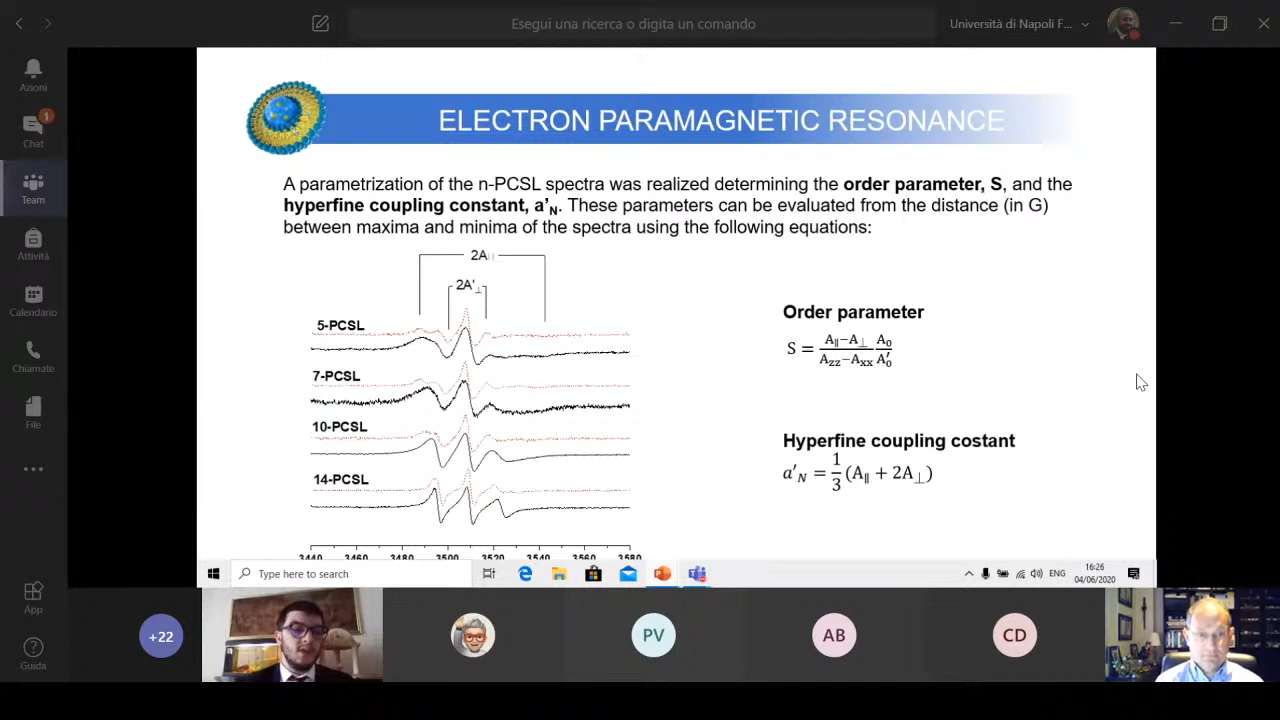 Esegui una ricerca o digita un comando
Università di Napoli F...
Azioni
1
Chat
Team
Attività
Calendario
Chiamate
File
App
Guida
ELECTRON PARAMAGNETIC RESONANCE
A parametrization of the n-PCSL spectra was realized determining the order parameter, S, and the
hyperfine coupling constant, a'N. These parameters can be evaluated from the distance (in G)
between maxima and minima of the spectra using the following equations:
2A||
2A'⊥
5-PCSL
7-PCSL
10-PCSL
14-PCSL
3440 3460 3480 3500 3520 3540 3560 3580
Order parameter
S = (A∥−A⊥)/(Azz−Axx) A0/A0′
Hyperfine coupling costant
a′N = 1/3 (A∥ + 2A⊥)
Type here to search
ENG
16:26
04/06/2020
+22
PV
AB
CD